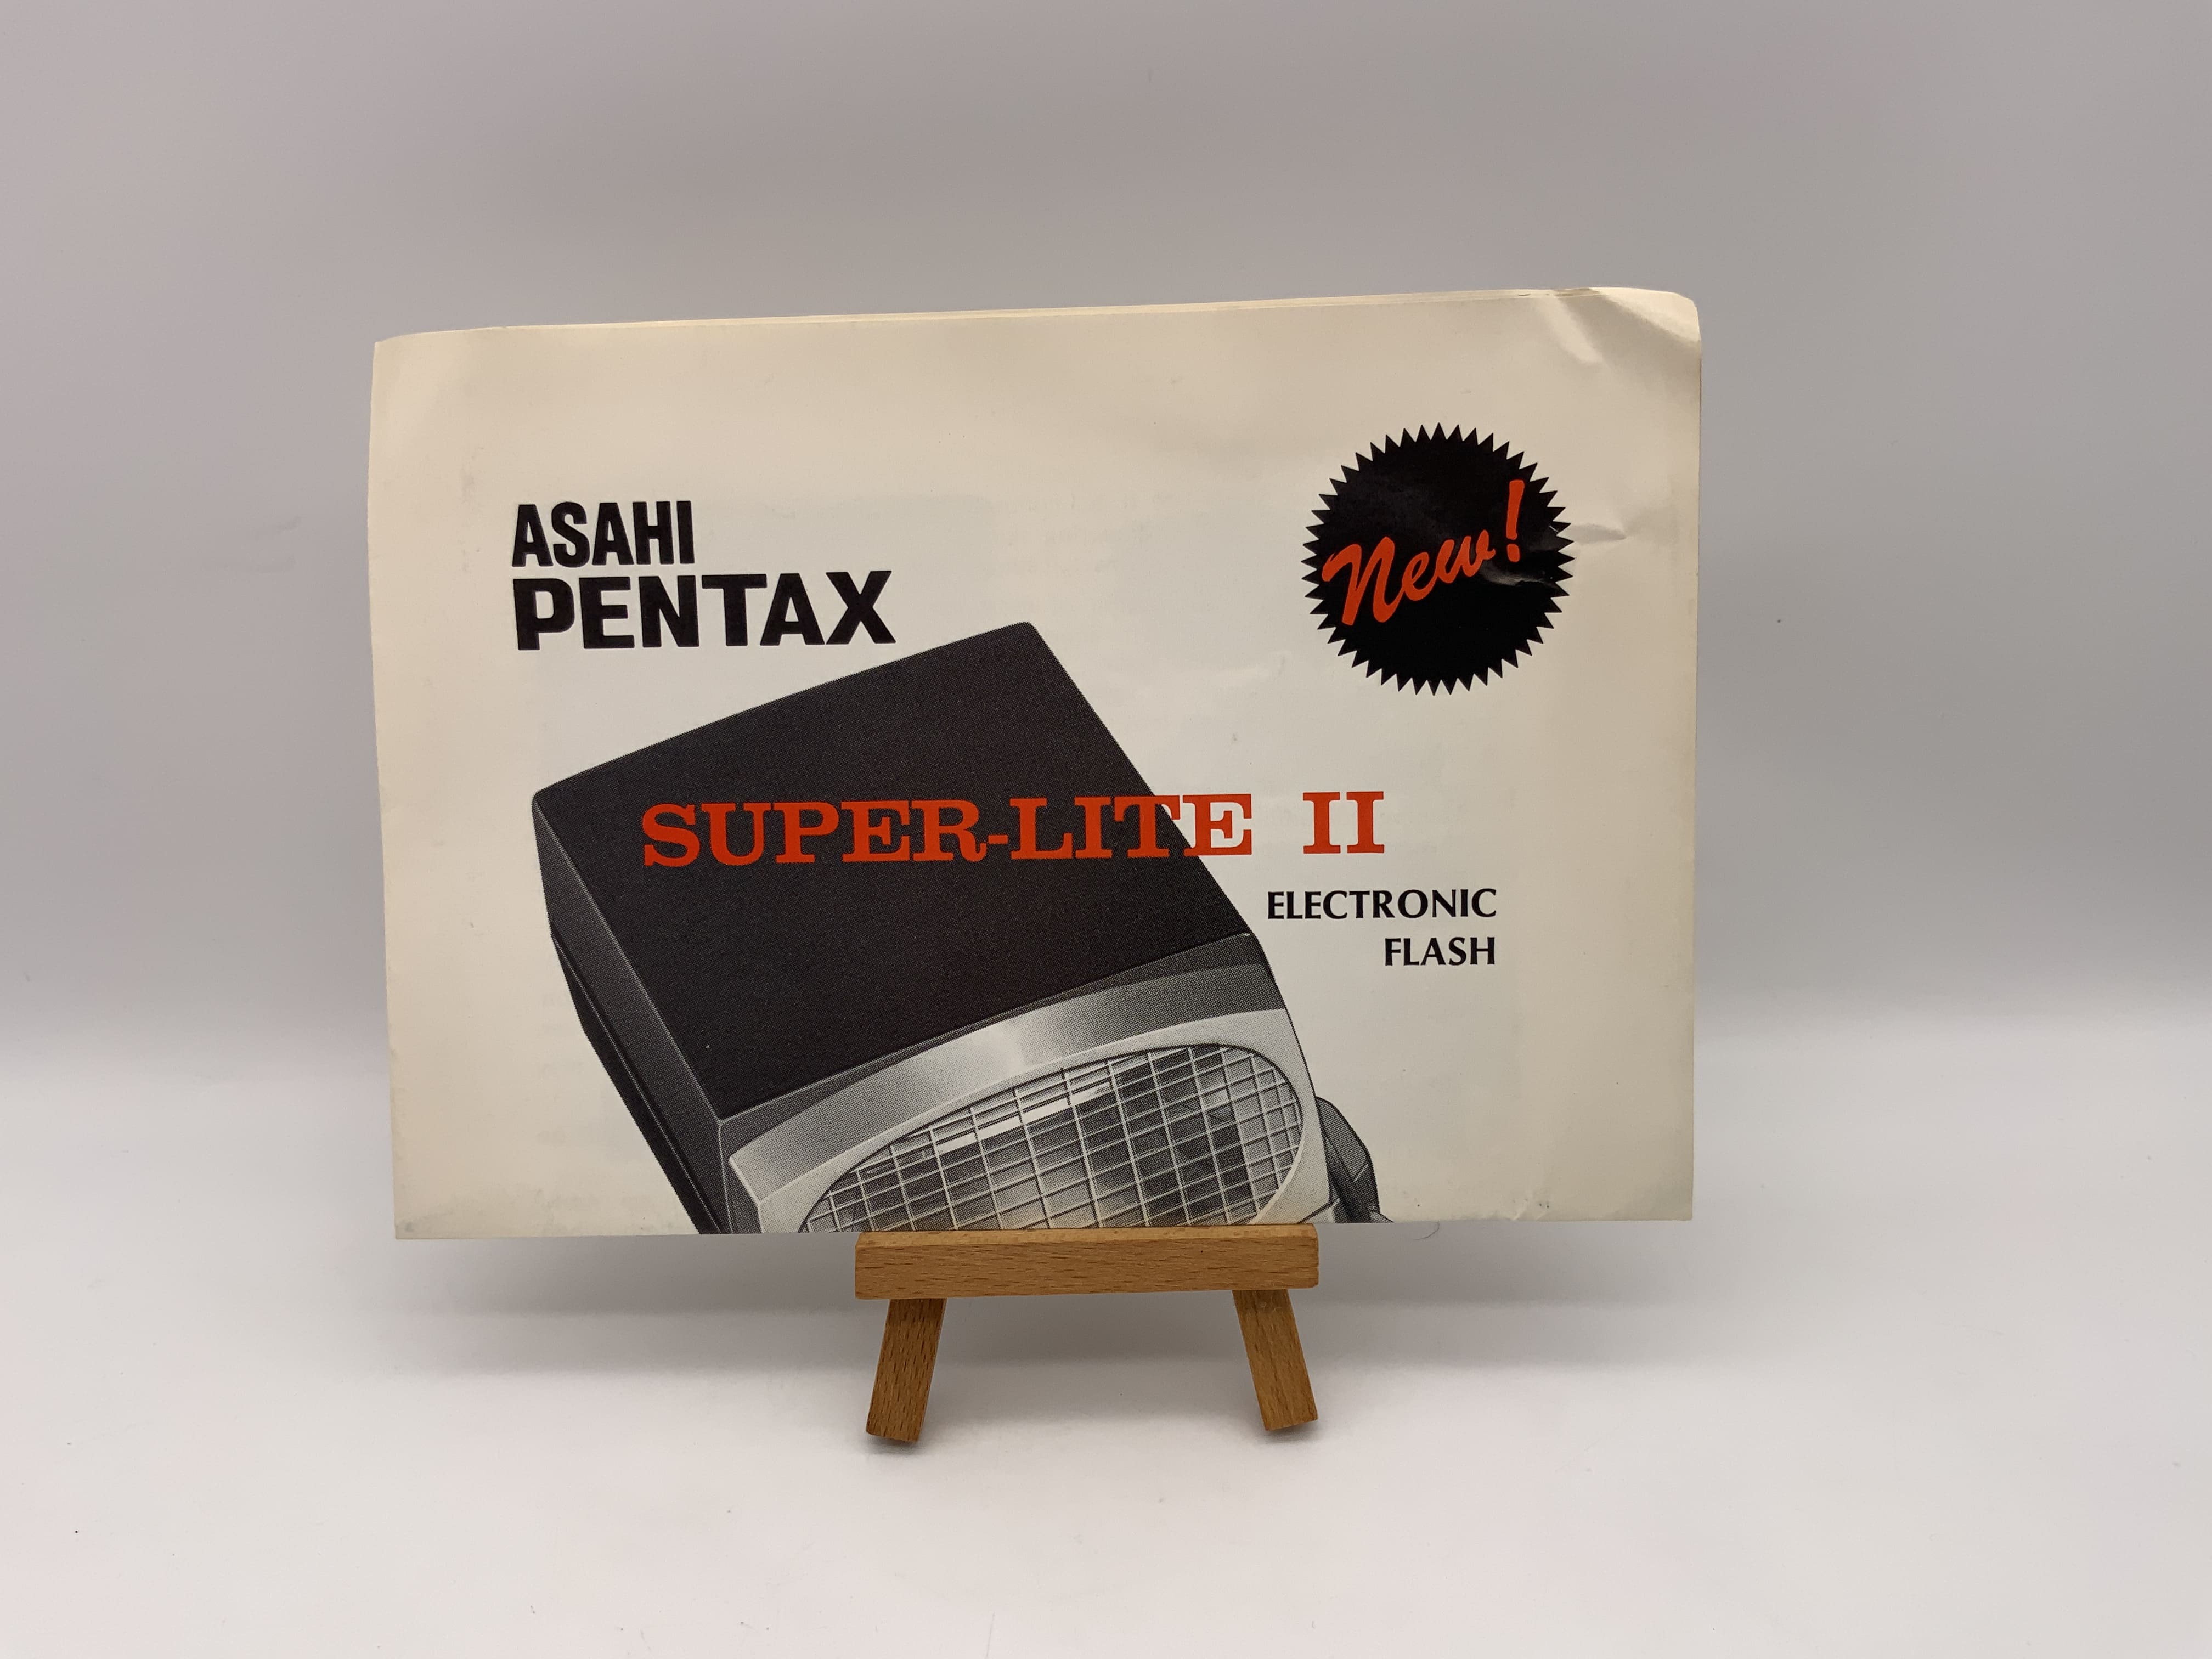 ASAHI
PENTAX
New!
SUPER-LITE II
ELECTRONIC
FLASH